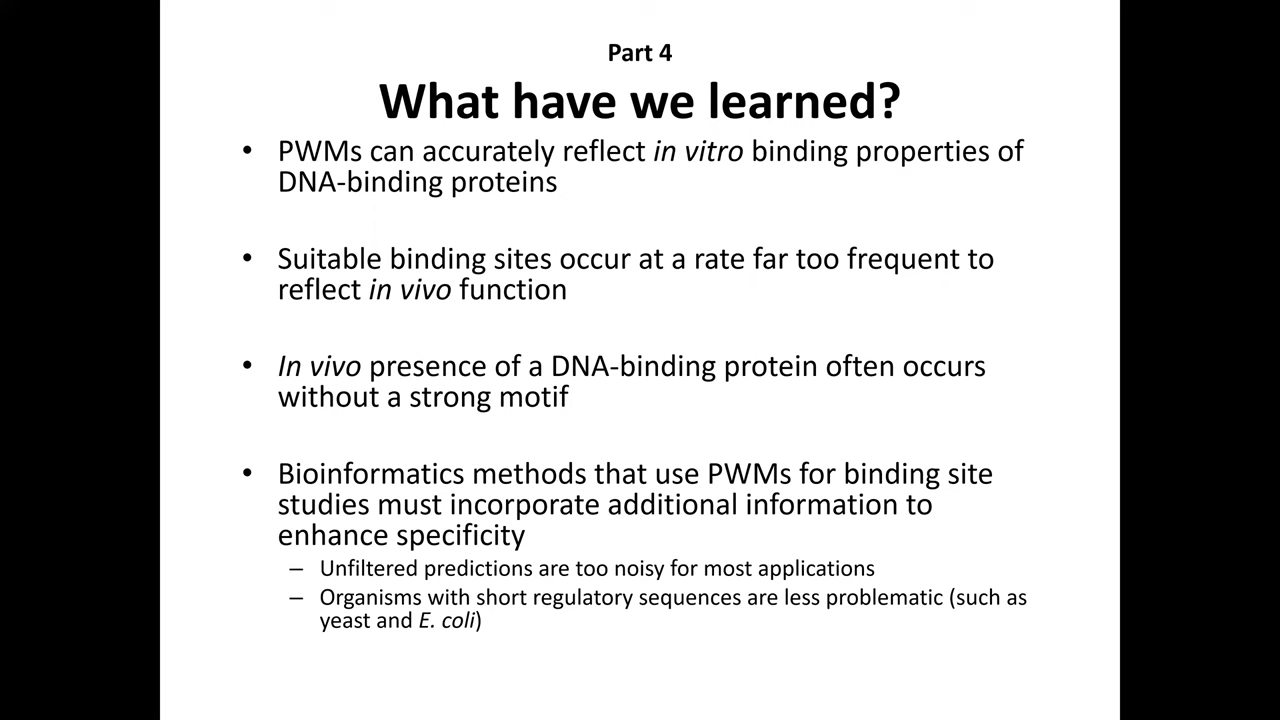 Part 4
What have we learned?
• PWMs can accurately reflect in vitro binding properties of
DNA-binding proteins
• Suitable binding sites occur at a rate far too frequent to
reflect in vivo function
• In vivo presence of a DNA-binding protein often occurs
without a strong motif
• Bioinformatics methods that use PWMs for binding site
studies must incorporate additional information to
enhance specificity
– Unfiltered predictions are too noisy for most applications
– Organisms with short regulatory sequences are less problematic (such as
yeast and E. coli)